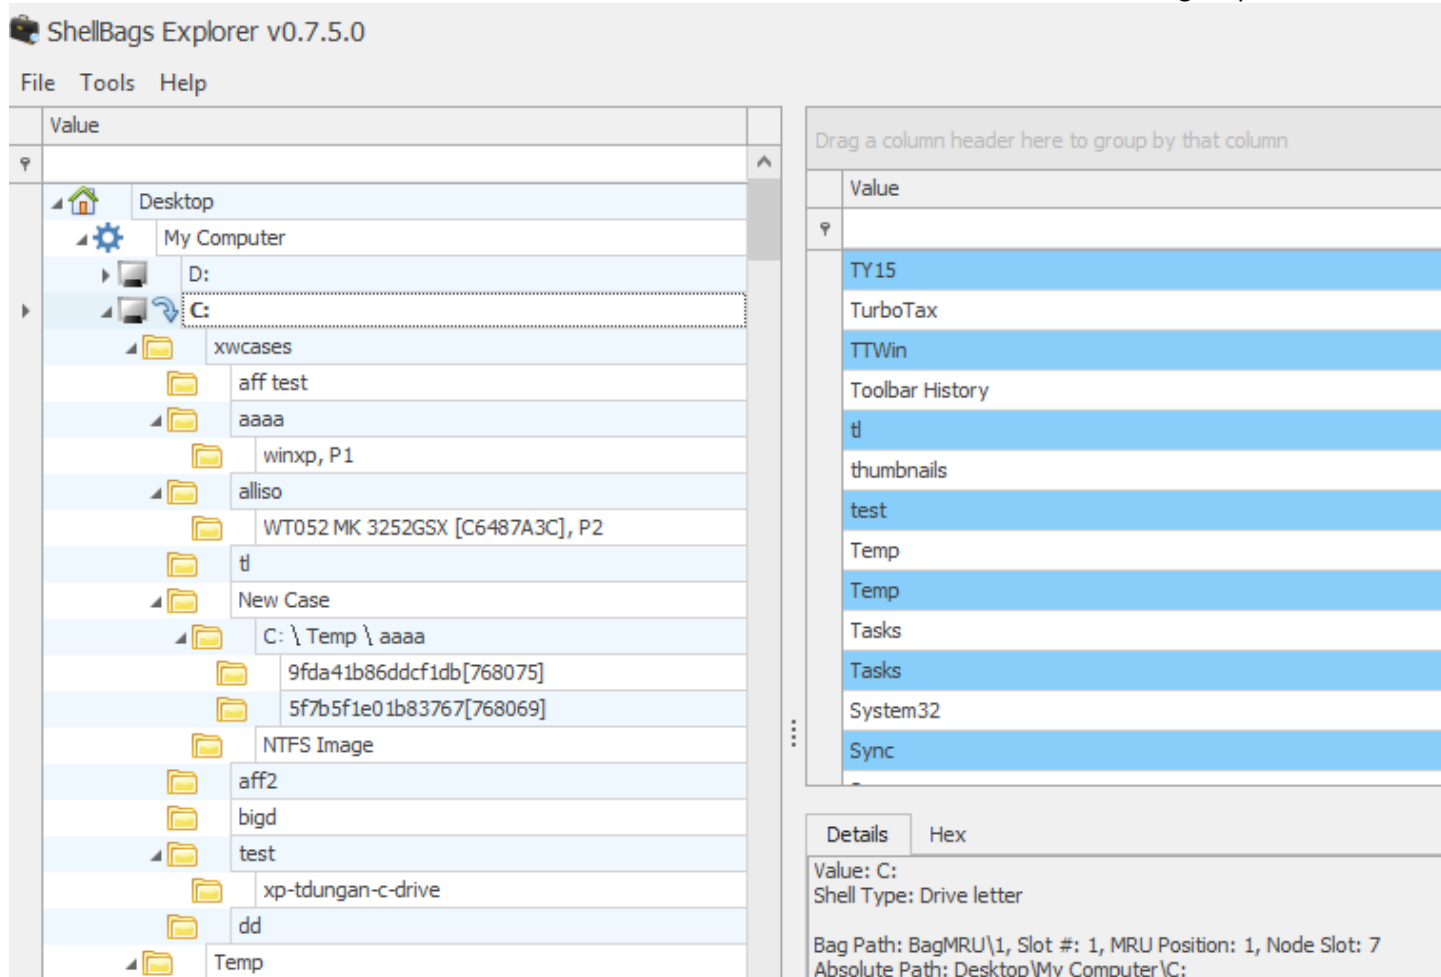 ShellBags Explorer v0.7.5.0
File Tools Help
Value
Desktop
My Computer
D:
C:
xwcases
aff test
aaaa
winxp, P1
alliso
WT052 MK 3252GSX [C6487A3C], P2
tl
New Case
C: \ Temp \ aaaa
9fda41b86ddcf1db[768075]
5f7b5f1e01b83767[768069]
NTFS Image
aff2
bigd
test
xp-tdungan-c-drive
dd
Temp
Drag a column header here to group by that column
Value
TY15
TurboTax
TTWin
Toolbar History
tl
thumbnails
test
Temp
Temp
Tasks
Tasks
System32
Sync
Details Hex
Value: C:
Shell Type: Drive letter
Bag Path: BagMRU\1, Slot #: 1, MRU Position: 1, Node Slot: 7
Absolute Path: Desktop\My Computer\C: